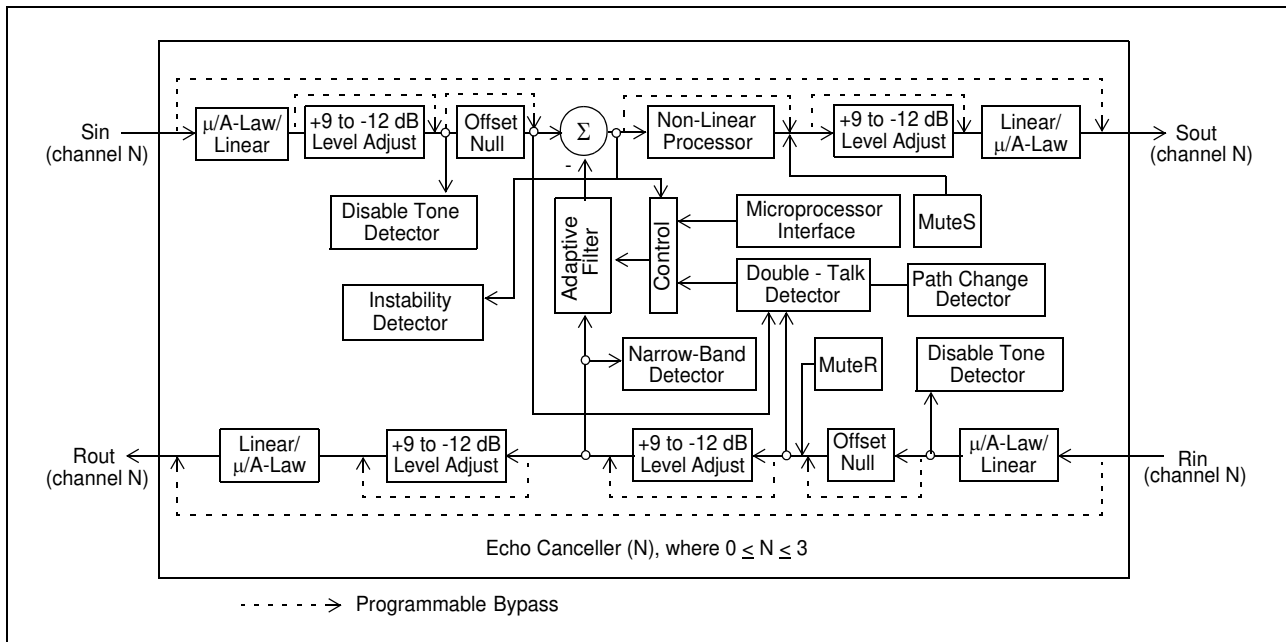 Sin
(channel N)
μ/A-Law/
Linear
+9 to -12 dB
Level Adjust
Offset
Null
Σ
-
Non-Linear
Processor
+9 to -12 dB
Level Adjust
Linear/
μ/A-Law
Sout
(channel N)
Disable Tone
Detector
Adaptive
Filter
Control
Microprocessor
Interface
MuteS
Instability
Detector
Double - Talk
Detector
Path Change
Detector
Narrow-Band
Detector
MuteR
Disable Tone
Detector
Rout
(channel N)
Linear/
μ/A-Law
+9 to -12 dB
Level Adjust
+9 to -12 dB
Level Adjust
Offset
Null
μ/A-Law/
Linear
Rin
(channel N)
Echo Canceller (N), where 0 ≤ N ≤ 3
Programmable Bypass